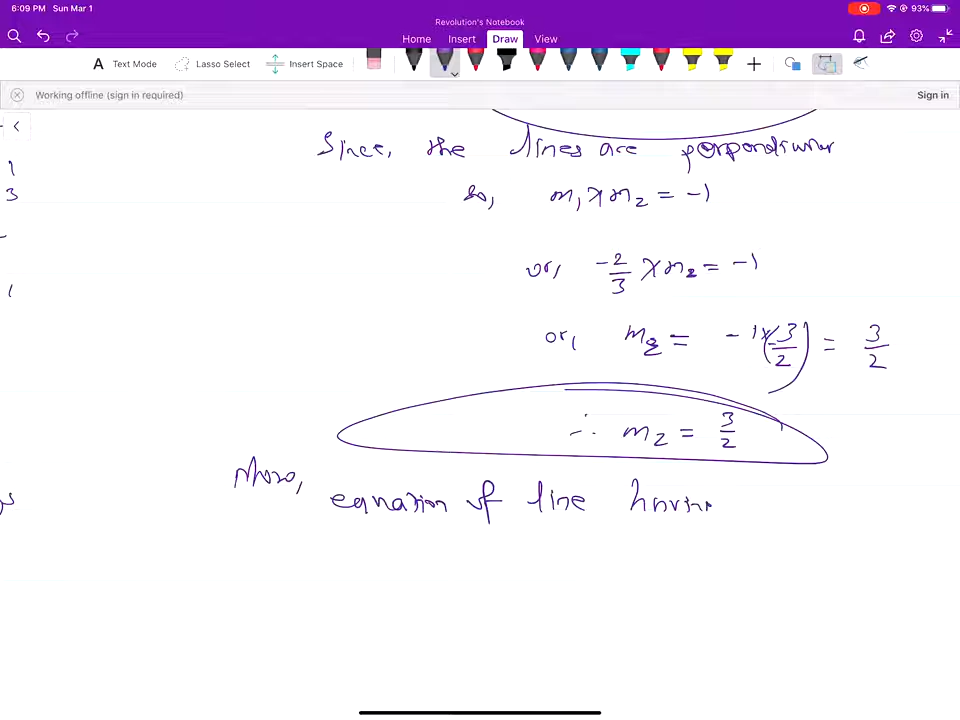 6:09 PM Sun Mar 1 93%
Revolution's Notebook
Home Insert Draw View
A Text Mode Lasso Select Insert Space
Working offline (sign in required) Sign in
1
3
Since, the lines are perpendicular
So, m₁ × m₂ = -1
or, -2/3 × m₂ = -1
or, m₂ = -1 × (-3/2) = 3/2
∴ m₂ = 3/2
equation of line having